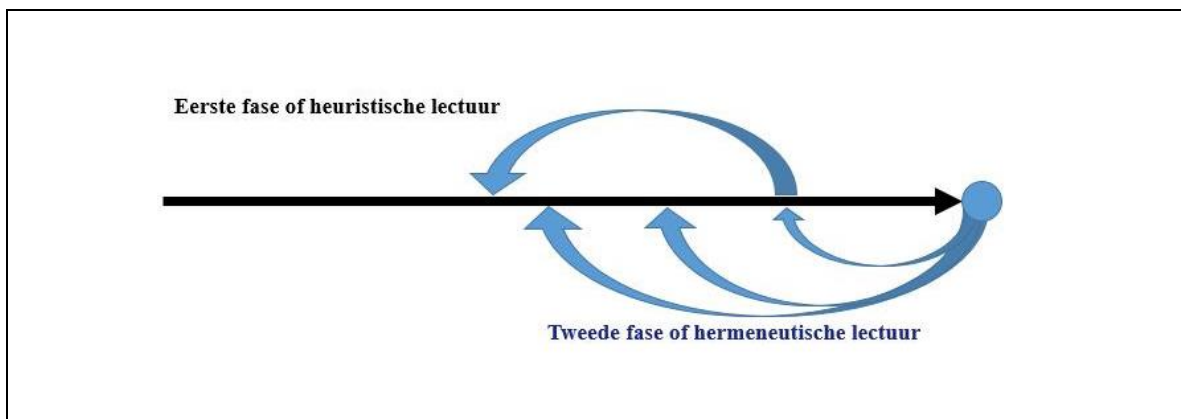 Eerste fase of heuristische lectuur
Tweede fase of hermeneutische lectuur